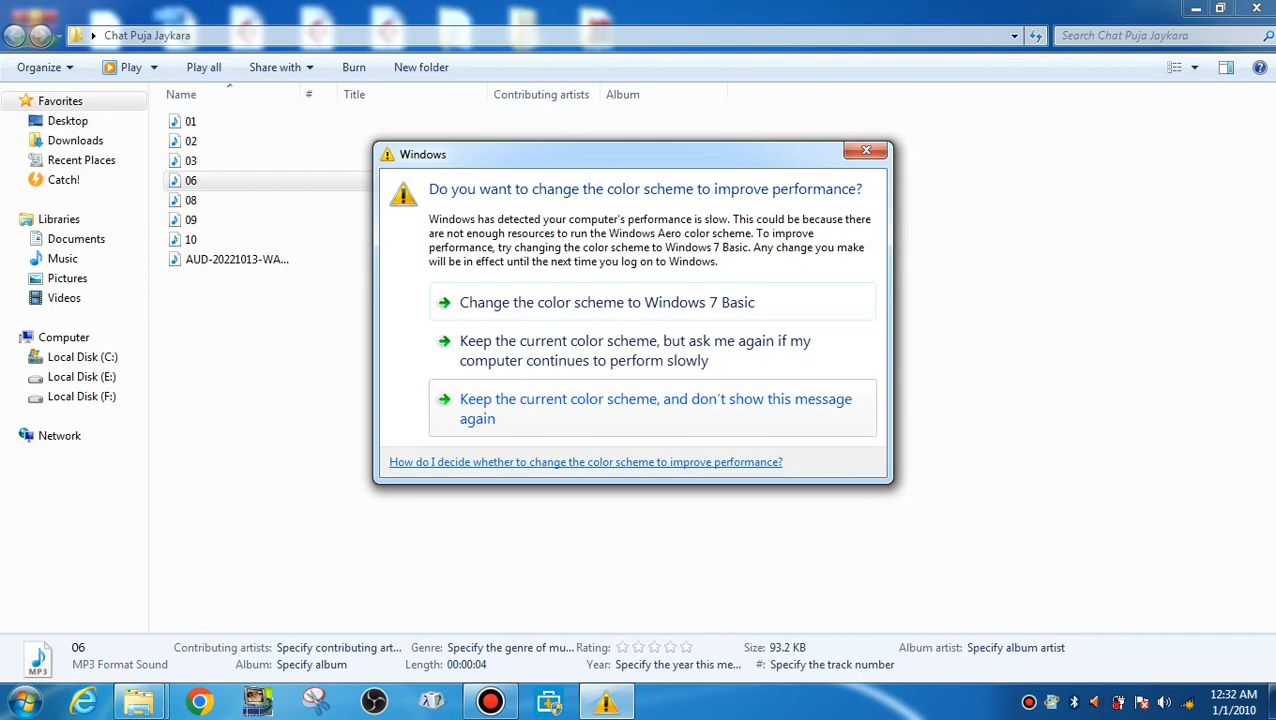 Chat Puja Jaykara
Search Chat Puja Jaykara
Organize
Play
Play all
Share with
Burn
New folder
Name
#
Title
Contributing artists
Album
Favorites
Desktop
Downloads
Recent Places
Catch!
Libraries
Documents
Music
Pictures
Videos
Computer
Local Disk (C:)
Local Disk (E:)
Local Disk (F:)
Network
01
02
03
06
08
09
10
AUD-20221013-WA...
Windows
Do you want to change the color scheme to improve performance?
Windows has detected your computer's performance is slow. This could be because there
are not enough resources to run the Windows Aero color scheme. To improve
performance, try changing the color scheme to Windows 7 Basic. Any change you make
will be in effect until the next time you log on to Windows.
Change the color scheme to Windows 7 Basic
Keep the current color scheme, but ask me again if my
computer continues to perform slowly
Keep the current color scheme, and don't show this message
again
How do I decide whether to change the color scheme to improve performance?
06
MP3 Format Sound
MP3
Contributing artists: Specify contributing art...
Album: Specify album
Genre: Specify the genre of mu...
Length: 00:00:04
Rating:
Year: Specify the year this me...
Size: 93.2 KB
#: Specify the track number
Album artist: Specify album artist
12:32 AM
1/1/2010